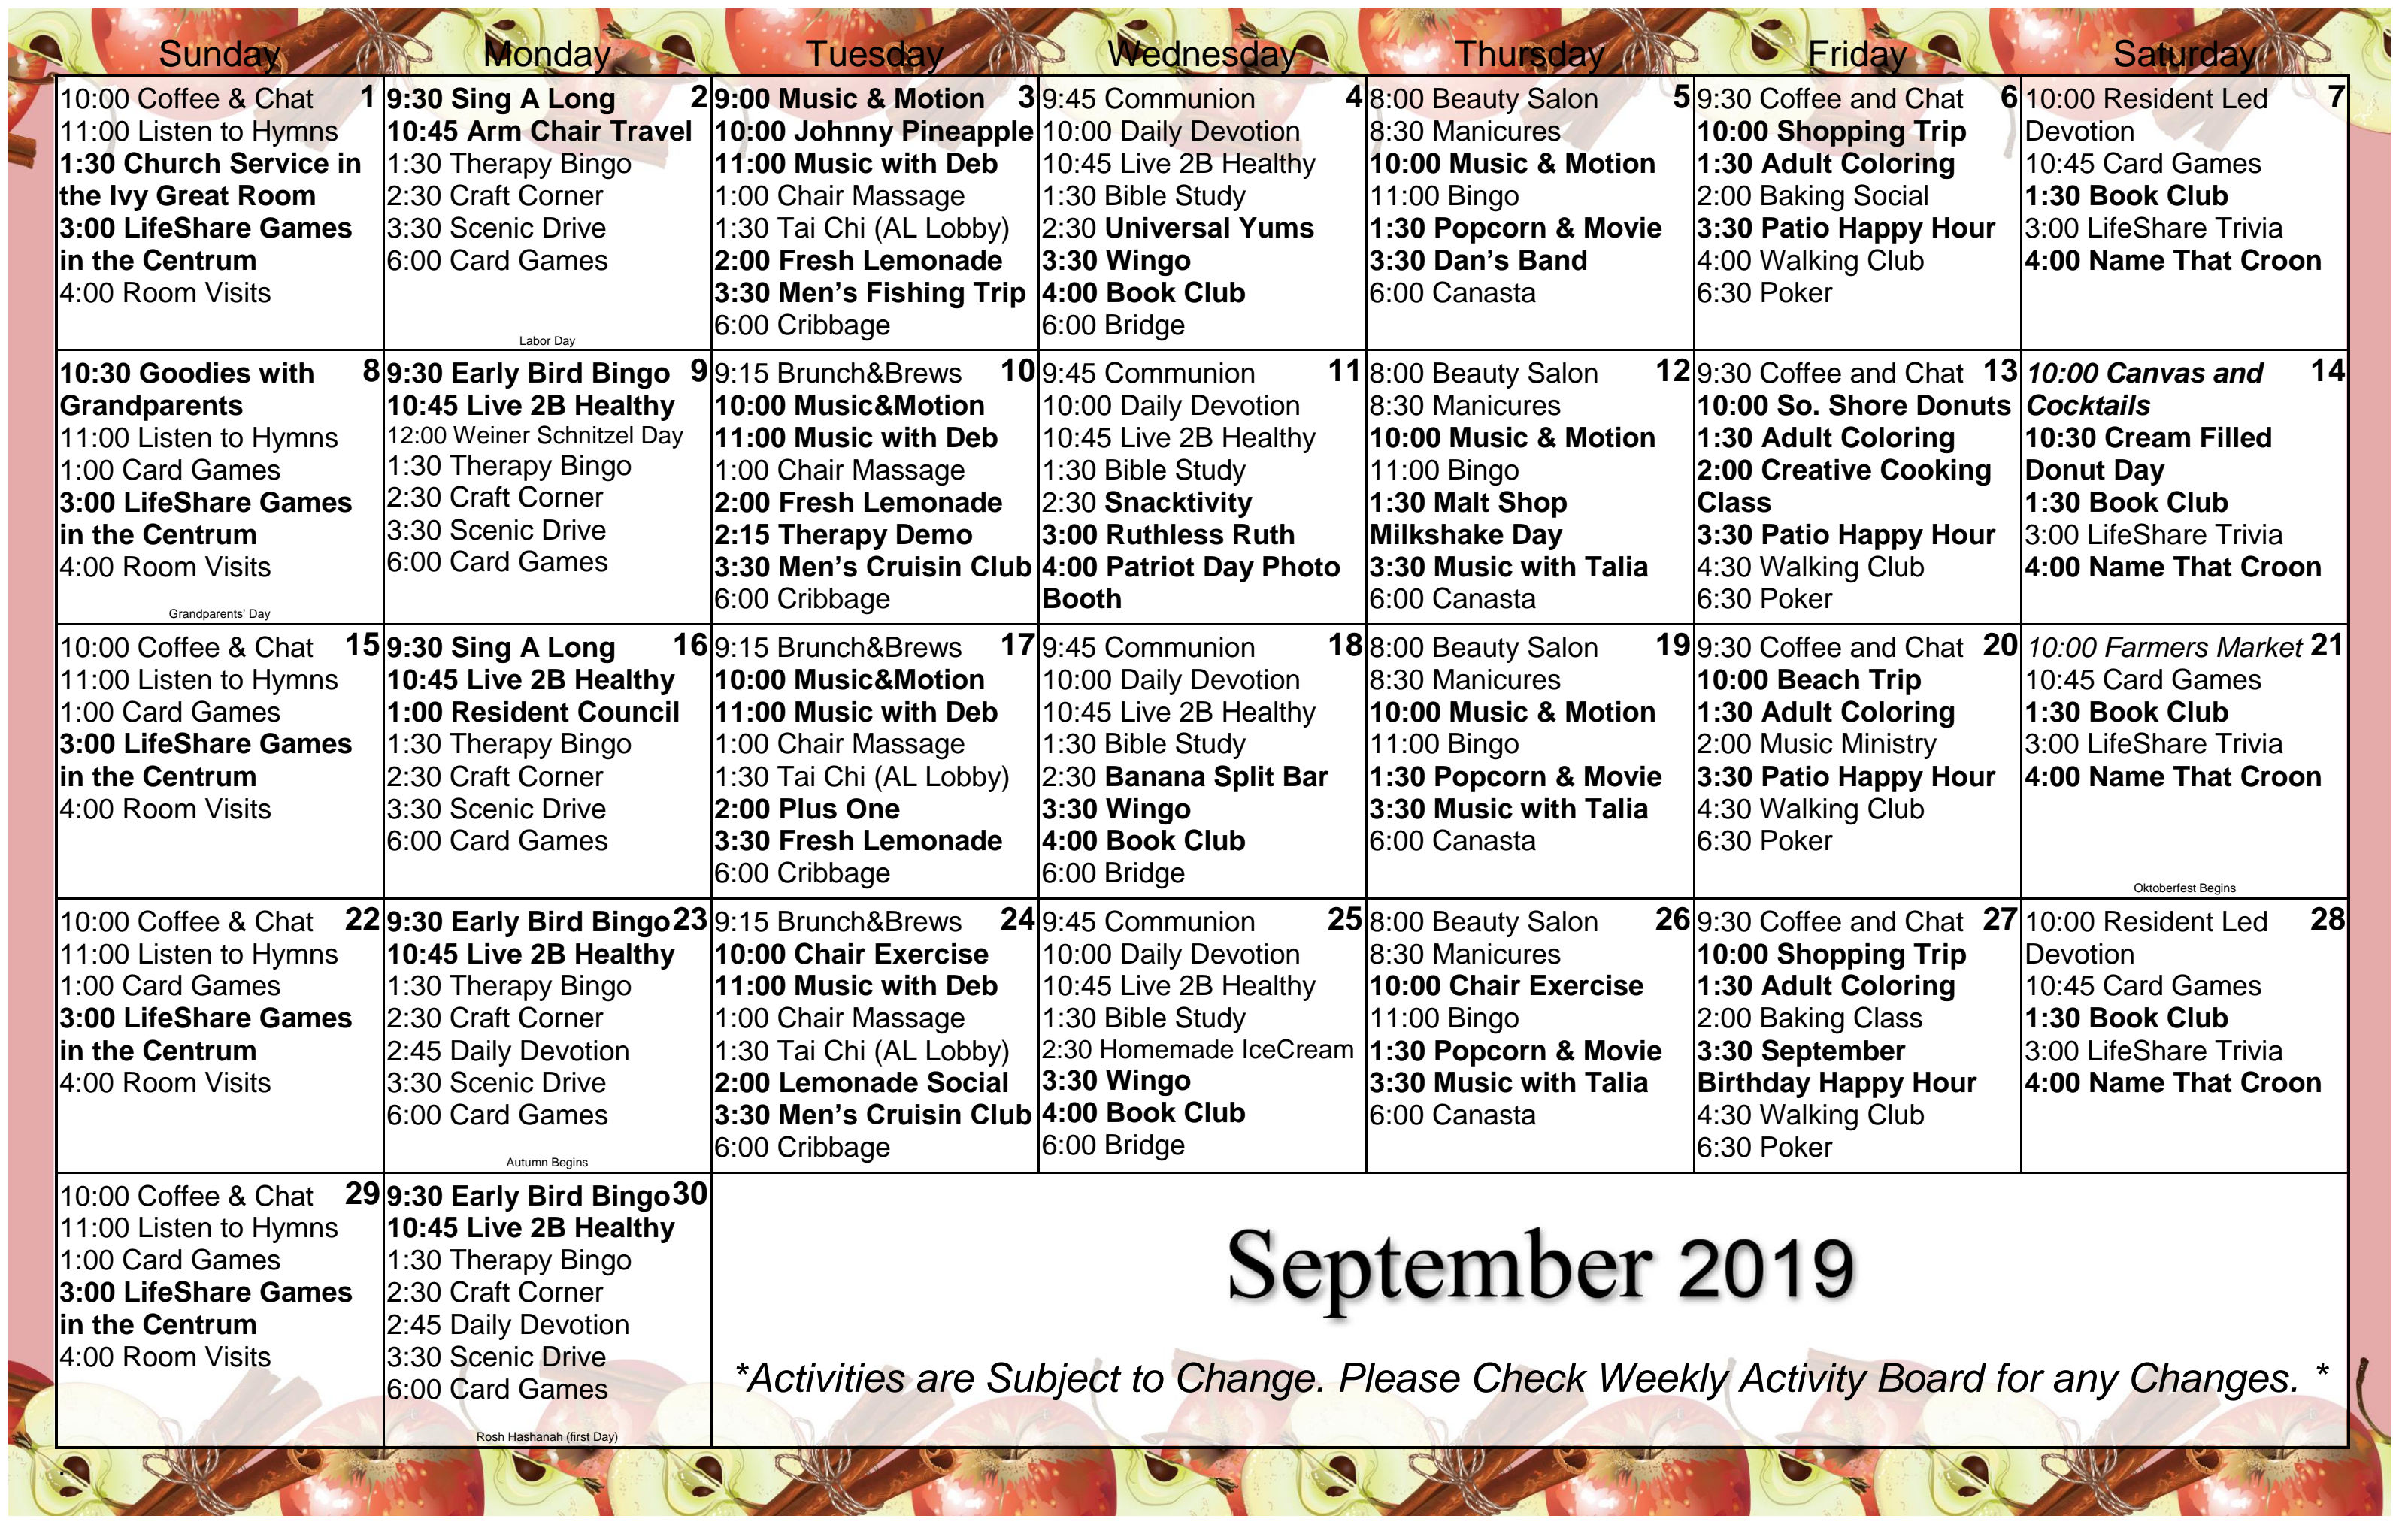 Sunday Monday Tuesday Wednesday Thursday Friday Saturday
1
10:00 Coffee & Chat
11:00 Listen to Hymns
1:30 Church Service in
the Ivy Great Room
3:00 LifeShare Games
in the Centrum
4:00 Room Visits
2
9:30 Sing A Long
10:45 Arm Chair Travel
1:30 Therapy Bingo
2:30 Craft Corner
3:30 Scenic Drive
6:00 Card Games
Labor Day
3
9:00 Music & Motion
10:00 Johnny Pineapple
11:00 Music with Deb
1:00 Chair Massage
1:30 Tai Chi (AL Lobby)
2:00 Fresh Lemonade
3:30 Men’s Fishing Trip
6:00 Cribbage
4
9:45 Communion
10:00 Daily Devotion
10:45 Live 2B Healthy
1:30 Bible Study
2:30 Universal Yums
3:30 Wingo
4:00 Book Club
6:00 Bridge
5
8:00 Beauty Salon
8:30 Manicures
10:00 Music & Motion
11:00 Bingo
1:30 Popcorn & Movie
3:30 Dan’s Band
6:00 Canasta
6
9:30 Coffee and Chat
10:00 Shopping Trip
1:30 Adult Coloring
2:00 Baking Social
3:30 Patio Happy Hour
4:00 Walking Club
6:30 Poker
7
10:00 Resident Led
Devotion
10:45 Card Games
1:30 Book Club
3:00 LifeShare Trivia
4:00 Name That Croon
8
10:30 Goodies with
Grandparents
11:00 Listen to Hymns
1:00 Card Games
3:00 LifeShare Games
in the Centrum
4:00 Room Visits
Grandparents’ Day
9
9:30 Early Bird Bingo
10:45 Live 2B Healthy
12:00 Weiner Schnitzel Day
1:30 Therapy Bingo
2:30 Craft Corner
3:30 Scenic Drive
6:00 Card Games
10
9:15 Brunch&Brews
10:00 Music&Motion
11:00 Music with Deb
1:00 Chair Massage
2:00 Fresh Lemonade
2:15 Therapy Demo
3:30 Men’s Cruisin Club
6:00 Cribbage
11
9:45 Communion
10:00 Daily Devotion
10:45 Live 2B Healthy
1:30 Bible Study
2:30 Snacktivity
3:00 Ruthless Ruth
4:00 Patriot Day Photo
Booth
12
8:00 Beauty Salon
8:30 Manicures
10:00 Music & Motion
11:00 Bingo
1:30 Malt Shop
Milkshake Day
3:30 Music with Talia
6:00 Canasta
13
9:30 Coffee and Chat
10:00 So. Shore Donuts
1:30 Adult Coloring
2:00 Creative Cooking
Class
3:30 Patio Happy Hour
4:30 Walking Club
6:30 Poker
14
10:00 Canvas and
Cocktails
10:30 Cream Filled
Donut Day
1:30 Book Club
3:00 LifeShare Trivia
4:00 Name That Croon
15
10:00 Coffee & Chat
11:00 Listen to Hymns
1:00 Card Games
3:00 LifeShare Games
in the Centrum
4:00 Room Visits
16
9:30 Sing A Long
10:45 Live 2B Healthy
1:00 Resident Council
1:30 Therapy Bingo
2:30 Craft Corner
3:30 Scenic Drive
6:00 Card Games
17
9:15 Brunch&Brews
10:00 Music&Motion
11:00 Music with Deb
1:00 Chair Massage
1:30 Tai Chi (AL Lobby)
2:00 Plus One
3:30 Fresh Lemonade
6:00 Cribbage
18
9:45 Communion
10:00 Daily Devotion
10:45 Live 2B Healthy
1:30 Bible Study
2:30 Banana Split Bar
3:30 Wingo
4:00 Book Club
6:00 Bridge
19
8:00 Beauty Salon
8:30 Manicures
10:00 Music & Motion
11:00 Bingo
1:30 Popcorn & Movie
3:30 Music with Talia
6:00 Canasta
20
9:30 Coffee and Chat
10:00 Beach Trip
1:30 Adult Coloring
2:00 Music Ministry
3:30 Patio Happy Hour
4:30 Walking Club
6:30 Poker
21
10:00 Farmers Market
10:45 Card Games
1:30 Book Club
3:00 LifeShare Trivia
4:00 Name That Croon
Oktoberfest Begins
22
10:00 Coffee & Chat
11:00 Listen to Hymns
1:00 Card Games
3:00 LifeShare Games
in the Centrum
4:00 Room Visits
23
9:30 Early Bird Bingo
10:45 Live 2B Healthy
1:30 Therapy Bingo
2:30 Craft Corner
2:45 Daily Devotion
3:30 Scenic Drive
6:00 Card Games
Autumn Begins
24
9:15 Brunch&Brews
10:00 Chair Exercise
11:00 Music with Deb
1:00 Chair Massage
1:30 Tai Chi (AL Lobby)
2:00 Lemonade Social
3:30 Men’s Cruisin Club
6:00 Cribbage
25
9:45 Communion
10:00 Daily Devotion
10:45 Live 2B Healthy
1:30 Bible Study
2:30 Homemade IceCream
3:30 Wingo
4:00 Book Club
6:00 Bridge
26
8:00 Beauty Salon
8:30 Manicures
10:00 Chair Exercise
11:00 Bingo
1:30 Popcorn & Movie
3:30 Music with Talia
6:00 Canasta
27
9:30 Coffee and Chat
10:00 Shopping Trip
1:30 Adult Coloring
2:00 Baking Class
3:30 September
Birthday Happy Hour
4:30 Walking Club
6:30 Poker
28
10:00 Resident Led
Devotion
10:45 Card Games
1:30 Book Club
3:00 LifeShare Trivia
4:00 Name That Croon
29
10:00 Coffee & Chat
11:00 Listen to Hymns
1:00 Card Games
3:00 LifeShare Games
in the Centrum
4:00 Room Visits
30
9:30 Early Bird Bingo
10:45 Live 2B Healthy
1:30 Therapy Bingo
2:30 Craft Corner
2:45 Daily Devotion
3:30 Scenic Drive
6:00 Card Games
Rosh Hashanah (first Day)
September 2019
*Activities are Subject to Change. Please Check Weekly Activity Board for any Changes. *